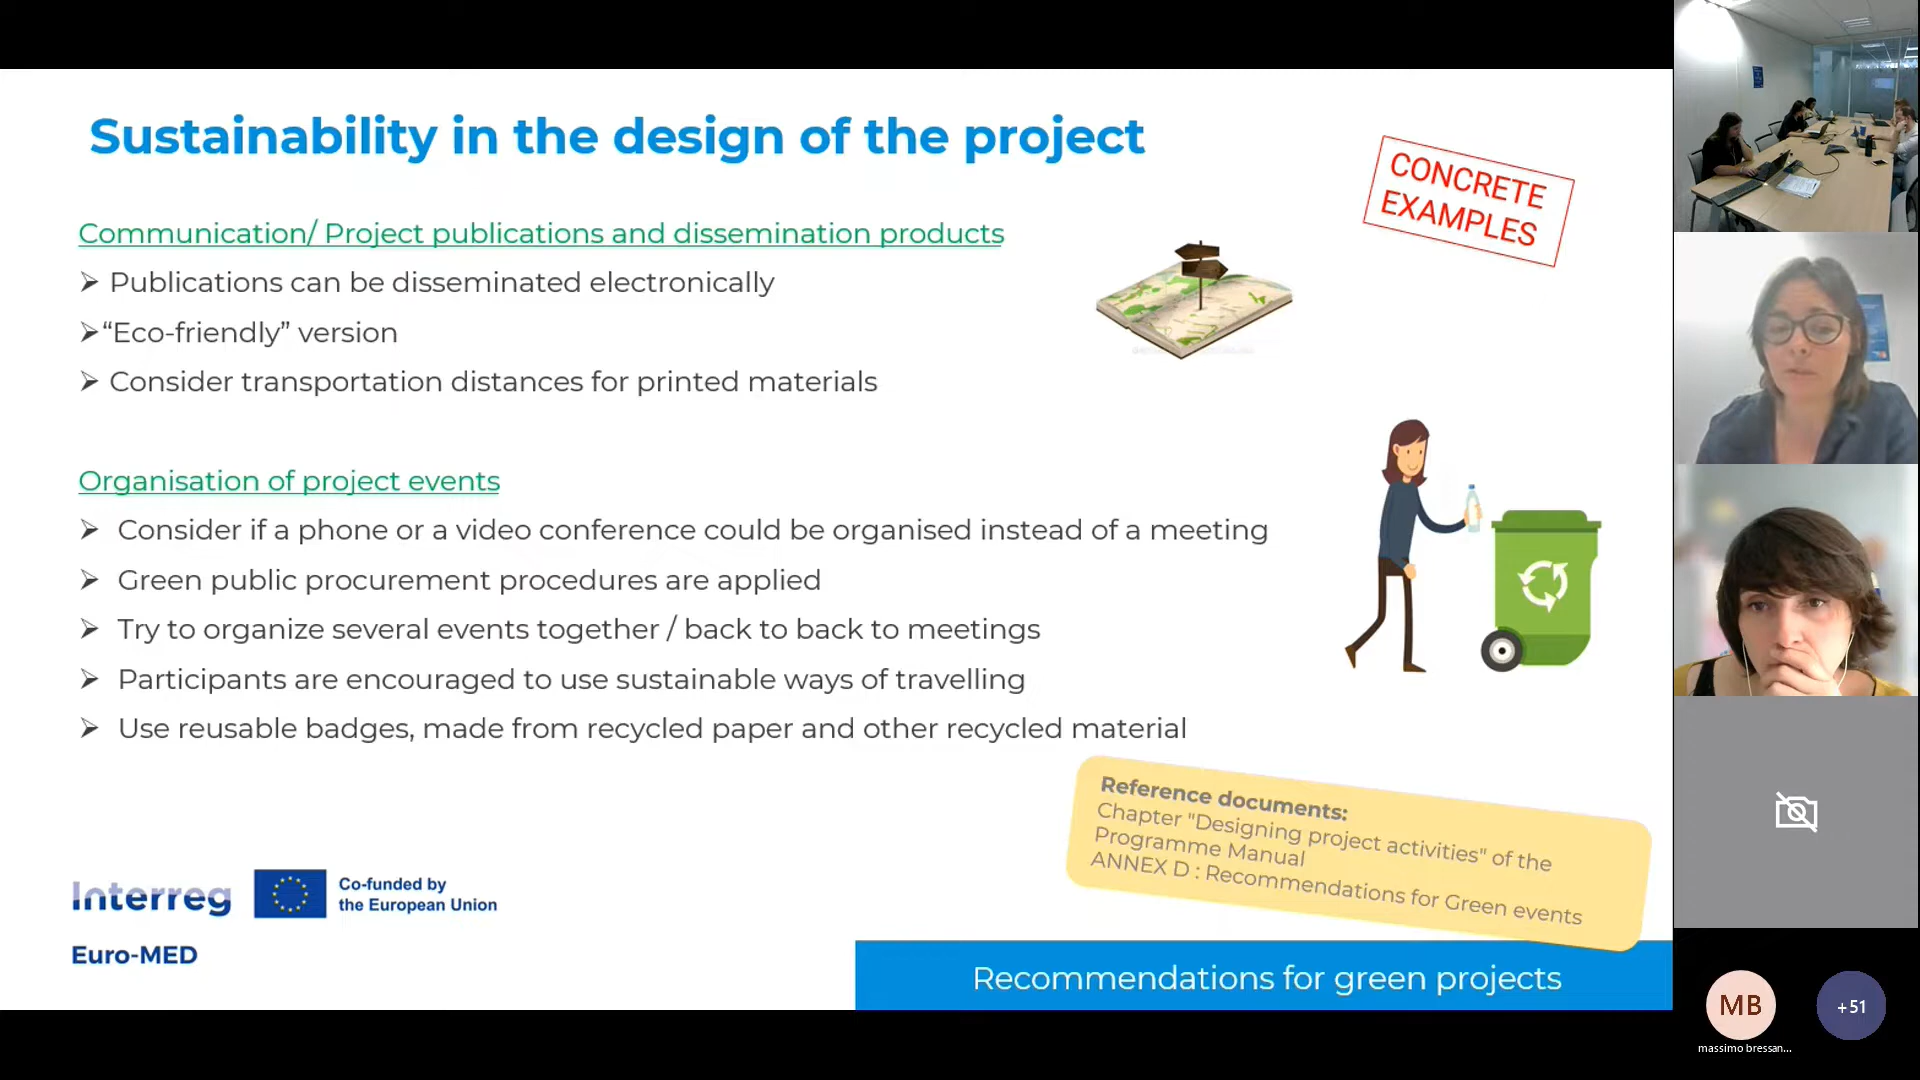 Sustainability in the design of the project
CONCRETE
EXAMPLES
Communication/ Project publications and dissemination products
➢ Publications can be disseminated electronically
➢“Eco-friendly” version
➢ Consider transportation distances for printed materials
Organisation of project events
➢ Consider if a phone or a video conference could be organised instead of a meeting
➢ Green public procurement procedures are applied
➢ Try to organize several events together / back to back to meetings
➢ Participants are encouraged to use sustainable ways of travelling
➢ Use reusable badges, made from recycled paper and other recycled material
Reference documents:
Chapter "Designing project activities" of the
Programme Manual
ANNEX D : Recommendations for Green events
Interreg
Co-funded by
the European Union
Euro-MED
Recommendations for green projects
MB
+51
massimo bressan...